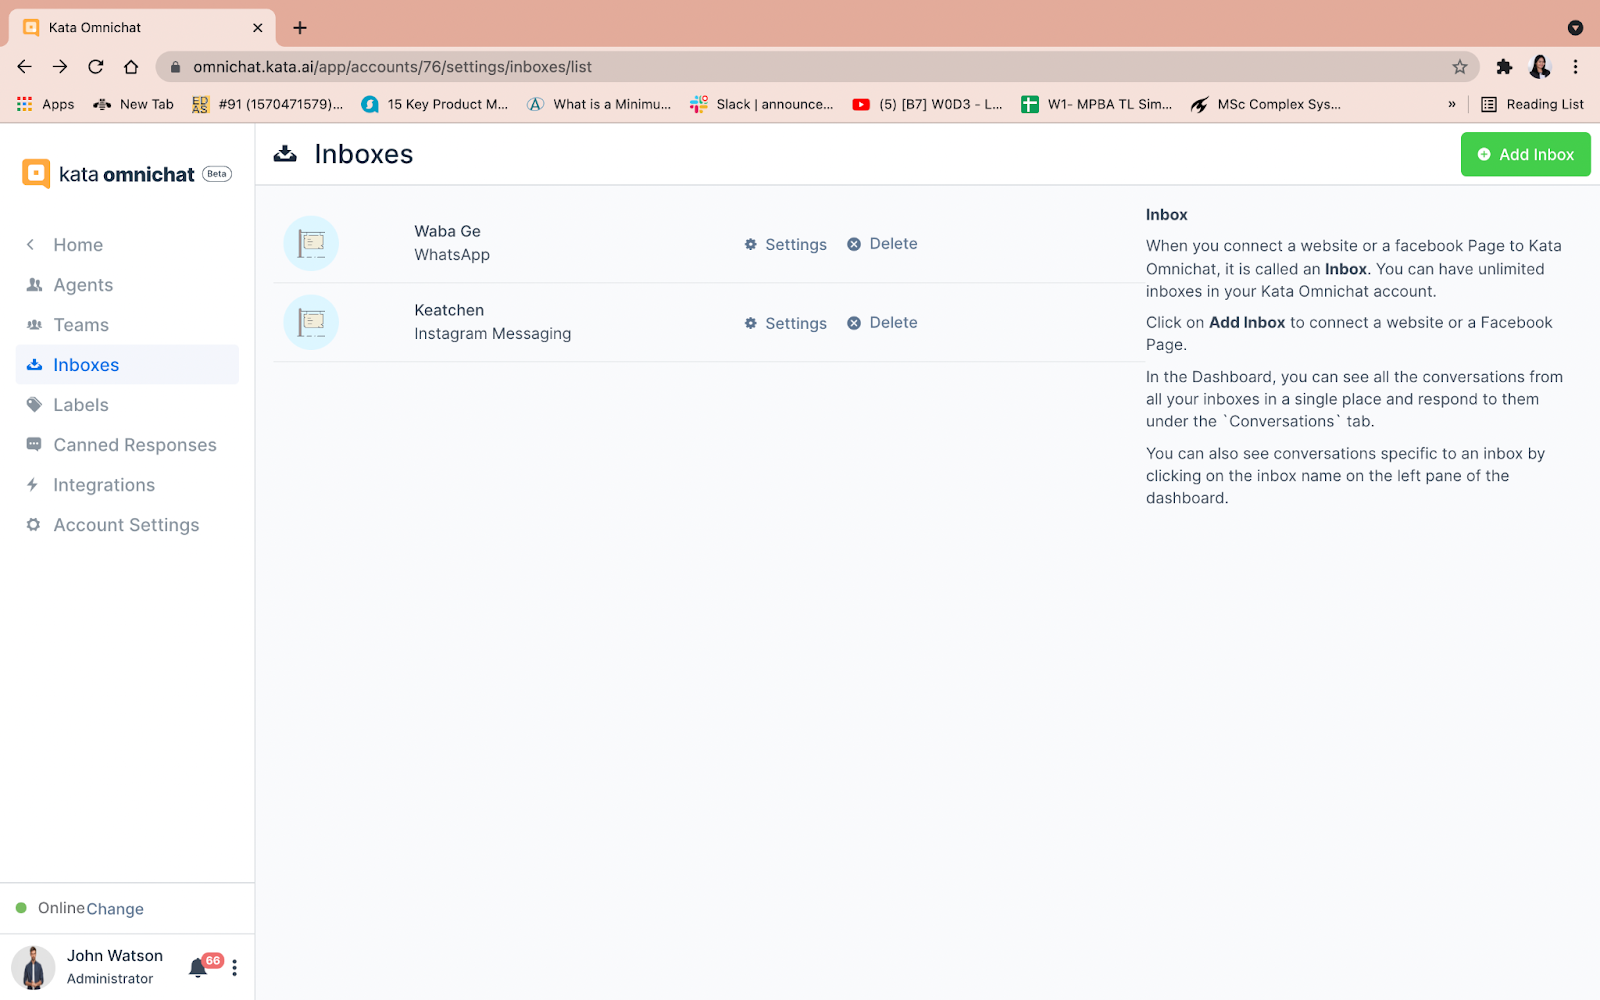 Kata Omnichat
omnichat.kata.ai/app/accounts/76/settings/inboxes/list
Apps
New Tab
EDAS
#91 (1570471579)...
15 Key Product M...
What is a Minimu...
Slack | announce...
(5) [B7] W0D3 - L...
W1- MPBA TL Sim...
MSc Complex Sys...
»
Reading List
kata omnichat Beta
Home
Agents
Teams
Inboxes
Labels
Canned Responses
Integrations
Account Settings
Online Change
John Watson
Administrator
66
Inboxes
Add Inbox
Waba Ge
WhatsApp
Settings Delete
Keatchen
Instagram Messaging
Settings Delete
Inbox
When you connect a website or a facebook Page to Kata
Omnichat, it is called an Inbox. You can have unlimited
inboxes in your Kata Omnichat account.
Click on Add Inbox to connect a website or a Facebook
Page.
In the Dashboard, you can see all the conversations from
all your inboxes in a single place and respond to them
under the `Conversations` tab.
You can also see conversations specific to an inbox by
clicking on the inbox name on the left pane of the
dashboard.